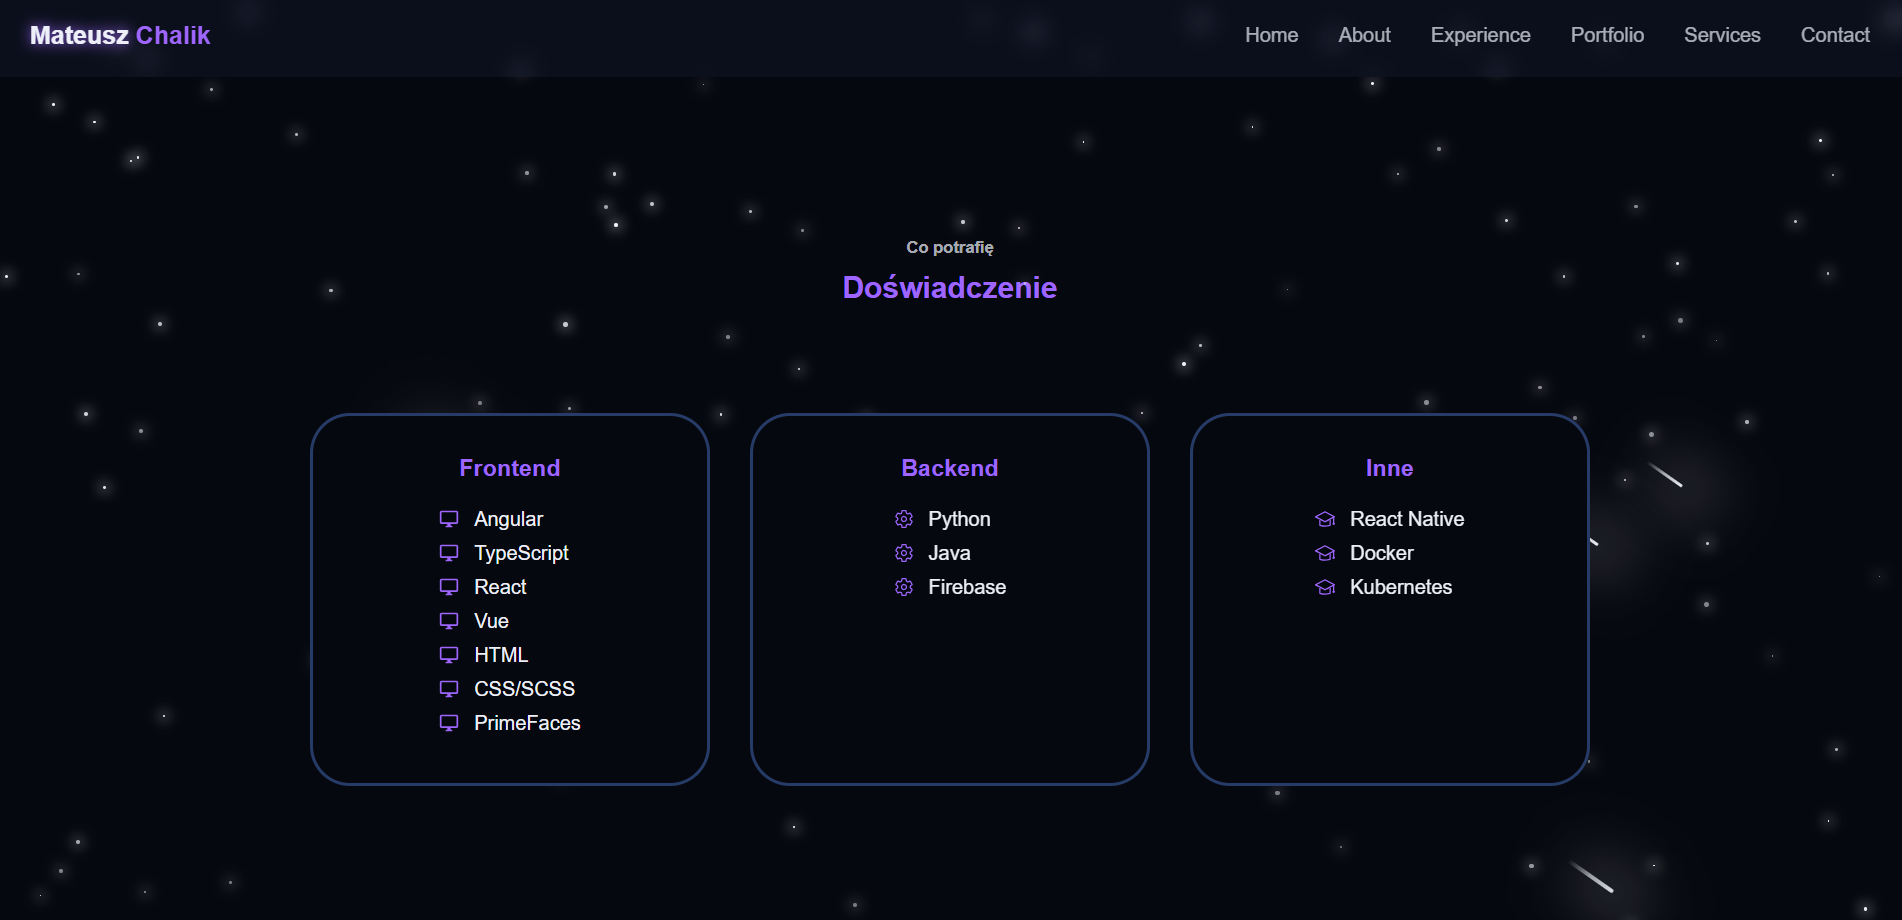 Mateusz Chalik
Home About Experience Portfolio Services Contact
Co potrafię
Doświadczenie
Frontend
Angular
TypeScript
React
Vue
HTML
CSS/SCSS
PrimeFaces
Backend
Python
Java
Firebase
Inne
React Native
Docker
Kubernetes